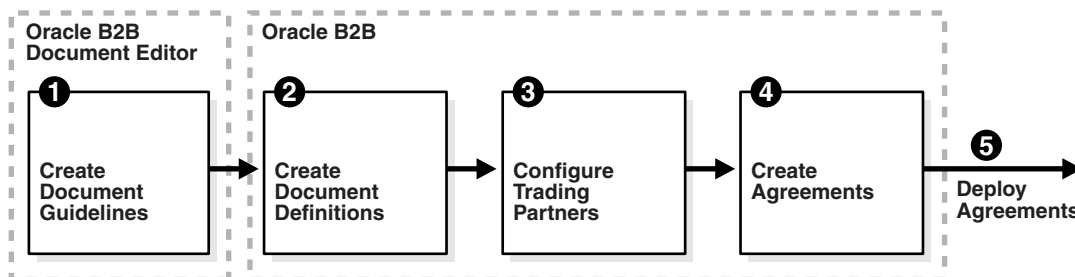 Oracle B2B
Document Editor
Oracle B2B
1
Create
Document
Guidelines
2
Create
Document
Definitions
3
Configure
Trading
Partners
4
Create
Agreements
5
Deploy
Agreements